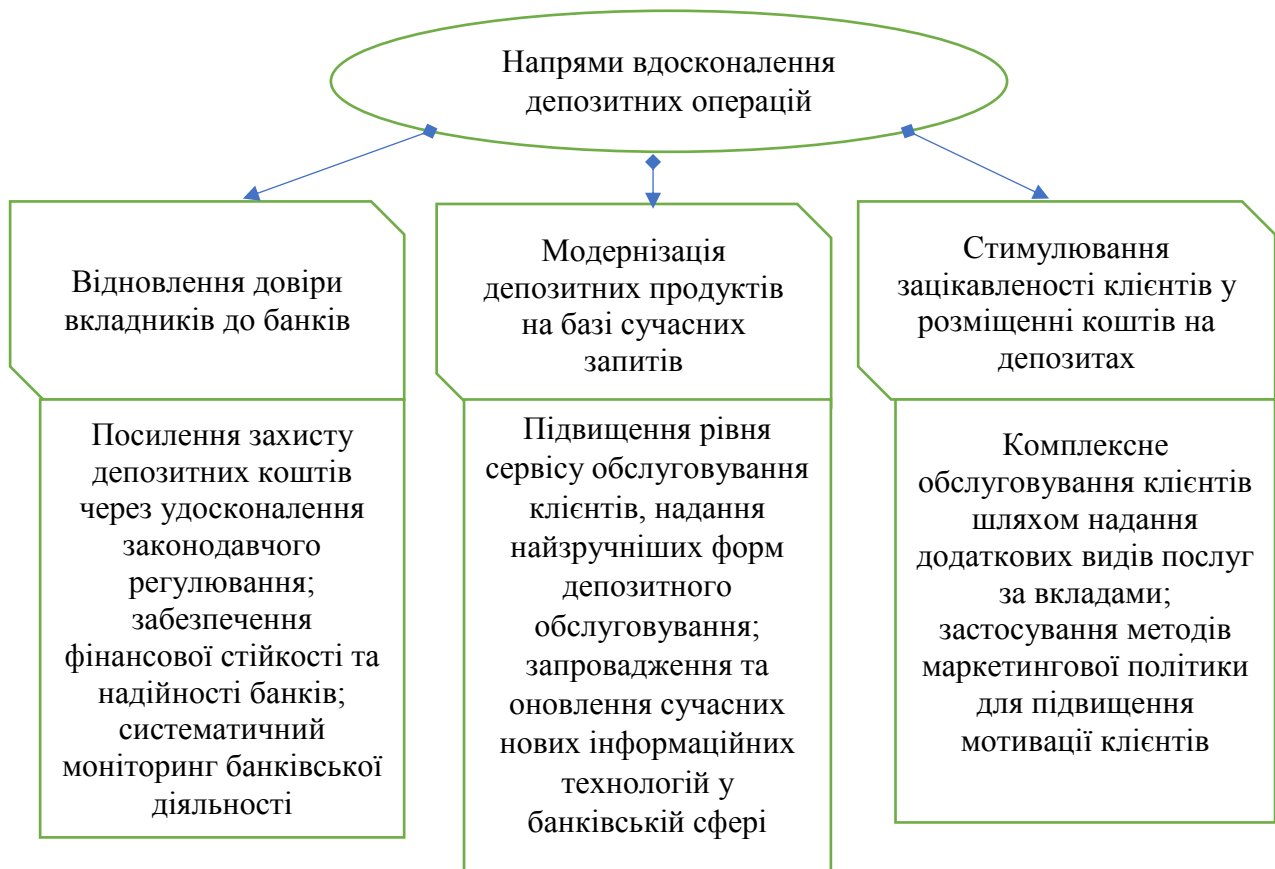 Напрями вдосконалення
депозитних операцій
Відновлення довіри
вкладників до банків
Модернізація
депозитних продуктів
на базі сучасних
запитів
Стимулювання
зацікавленості клієнтів у
розміщенні коштів на
депозитах
Посилення захисту
депозитних коштів
через удосконалення
законодавчого
регулювання;
забезпечення
фінансової стійкості та
надійності банків;
систематичний
моніторинг банківської
діяльності
Підвищення рівня
сервісу обслуговування
клієнтів, надання
найзручніших форм
депозитного
обслуговування;
запровадження та
оновлення сучасних
нових інформаційних
технологій у
банківській сфері
Комплексне
обслуговування клієнтів
шляхом надання
додаткових видів послуг
за вкладами;
застосування методів
маркетингової політики
для підвищення
мотивації клієнтів